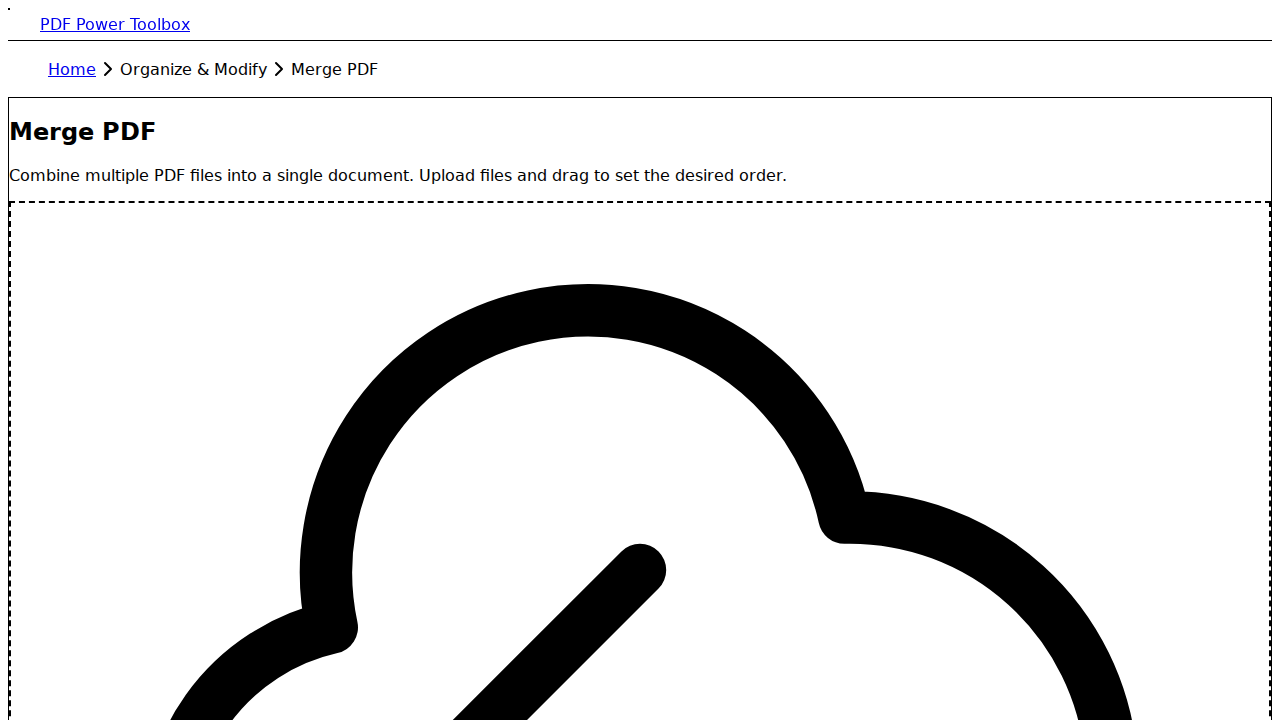 PDF Power Toolbox
Home Organize & Modify Merge PDF
Merge PDF
Combine multiple PDF files into a single document. Upload files and drag to set the desired order.